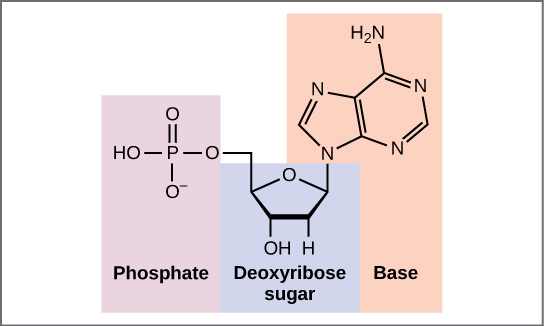 H₂N
N
N
N
N
O
HO
P
O
O⁻
O
OH
H
Phosphate
Deoxyribose
sugar
Base